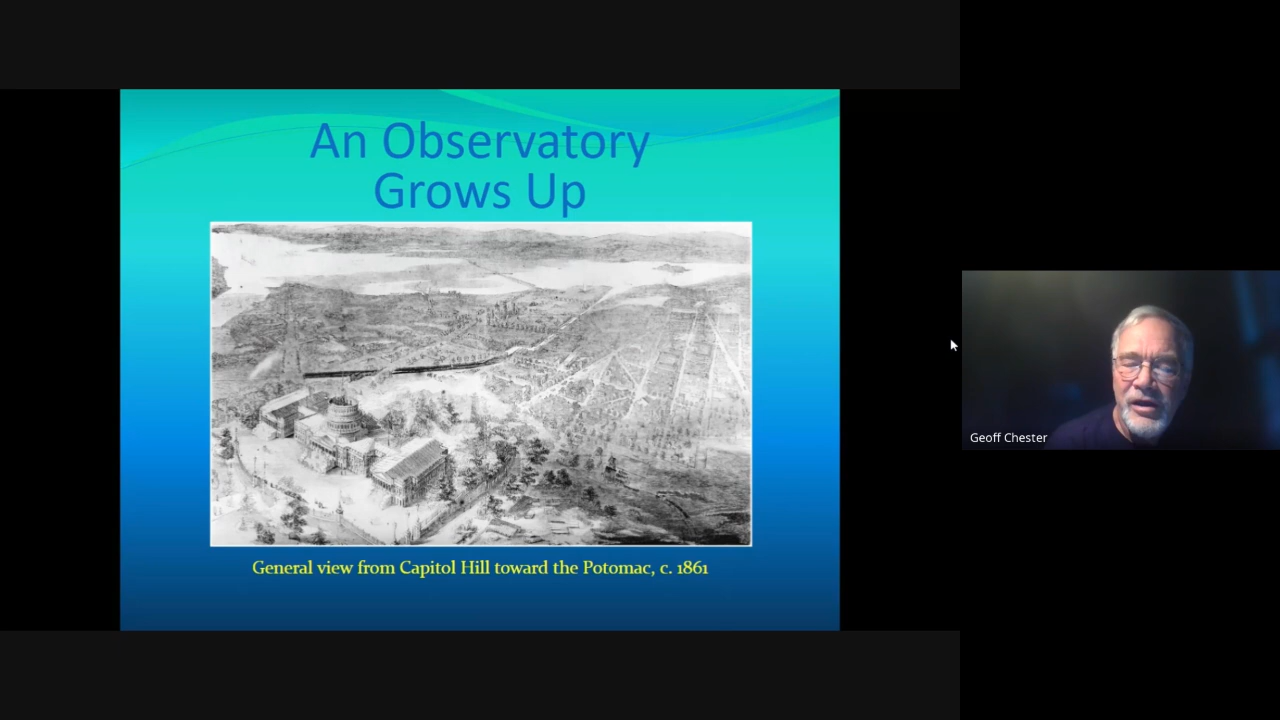 An Observatory
Grows Up
General view from Capitol Hill toward the Potomac, c. 1861
Geoff Chester